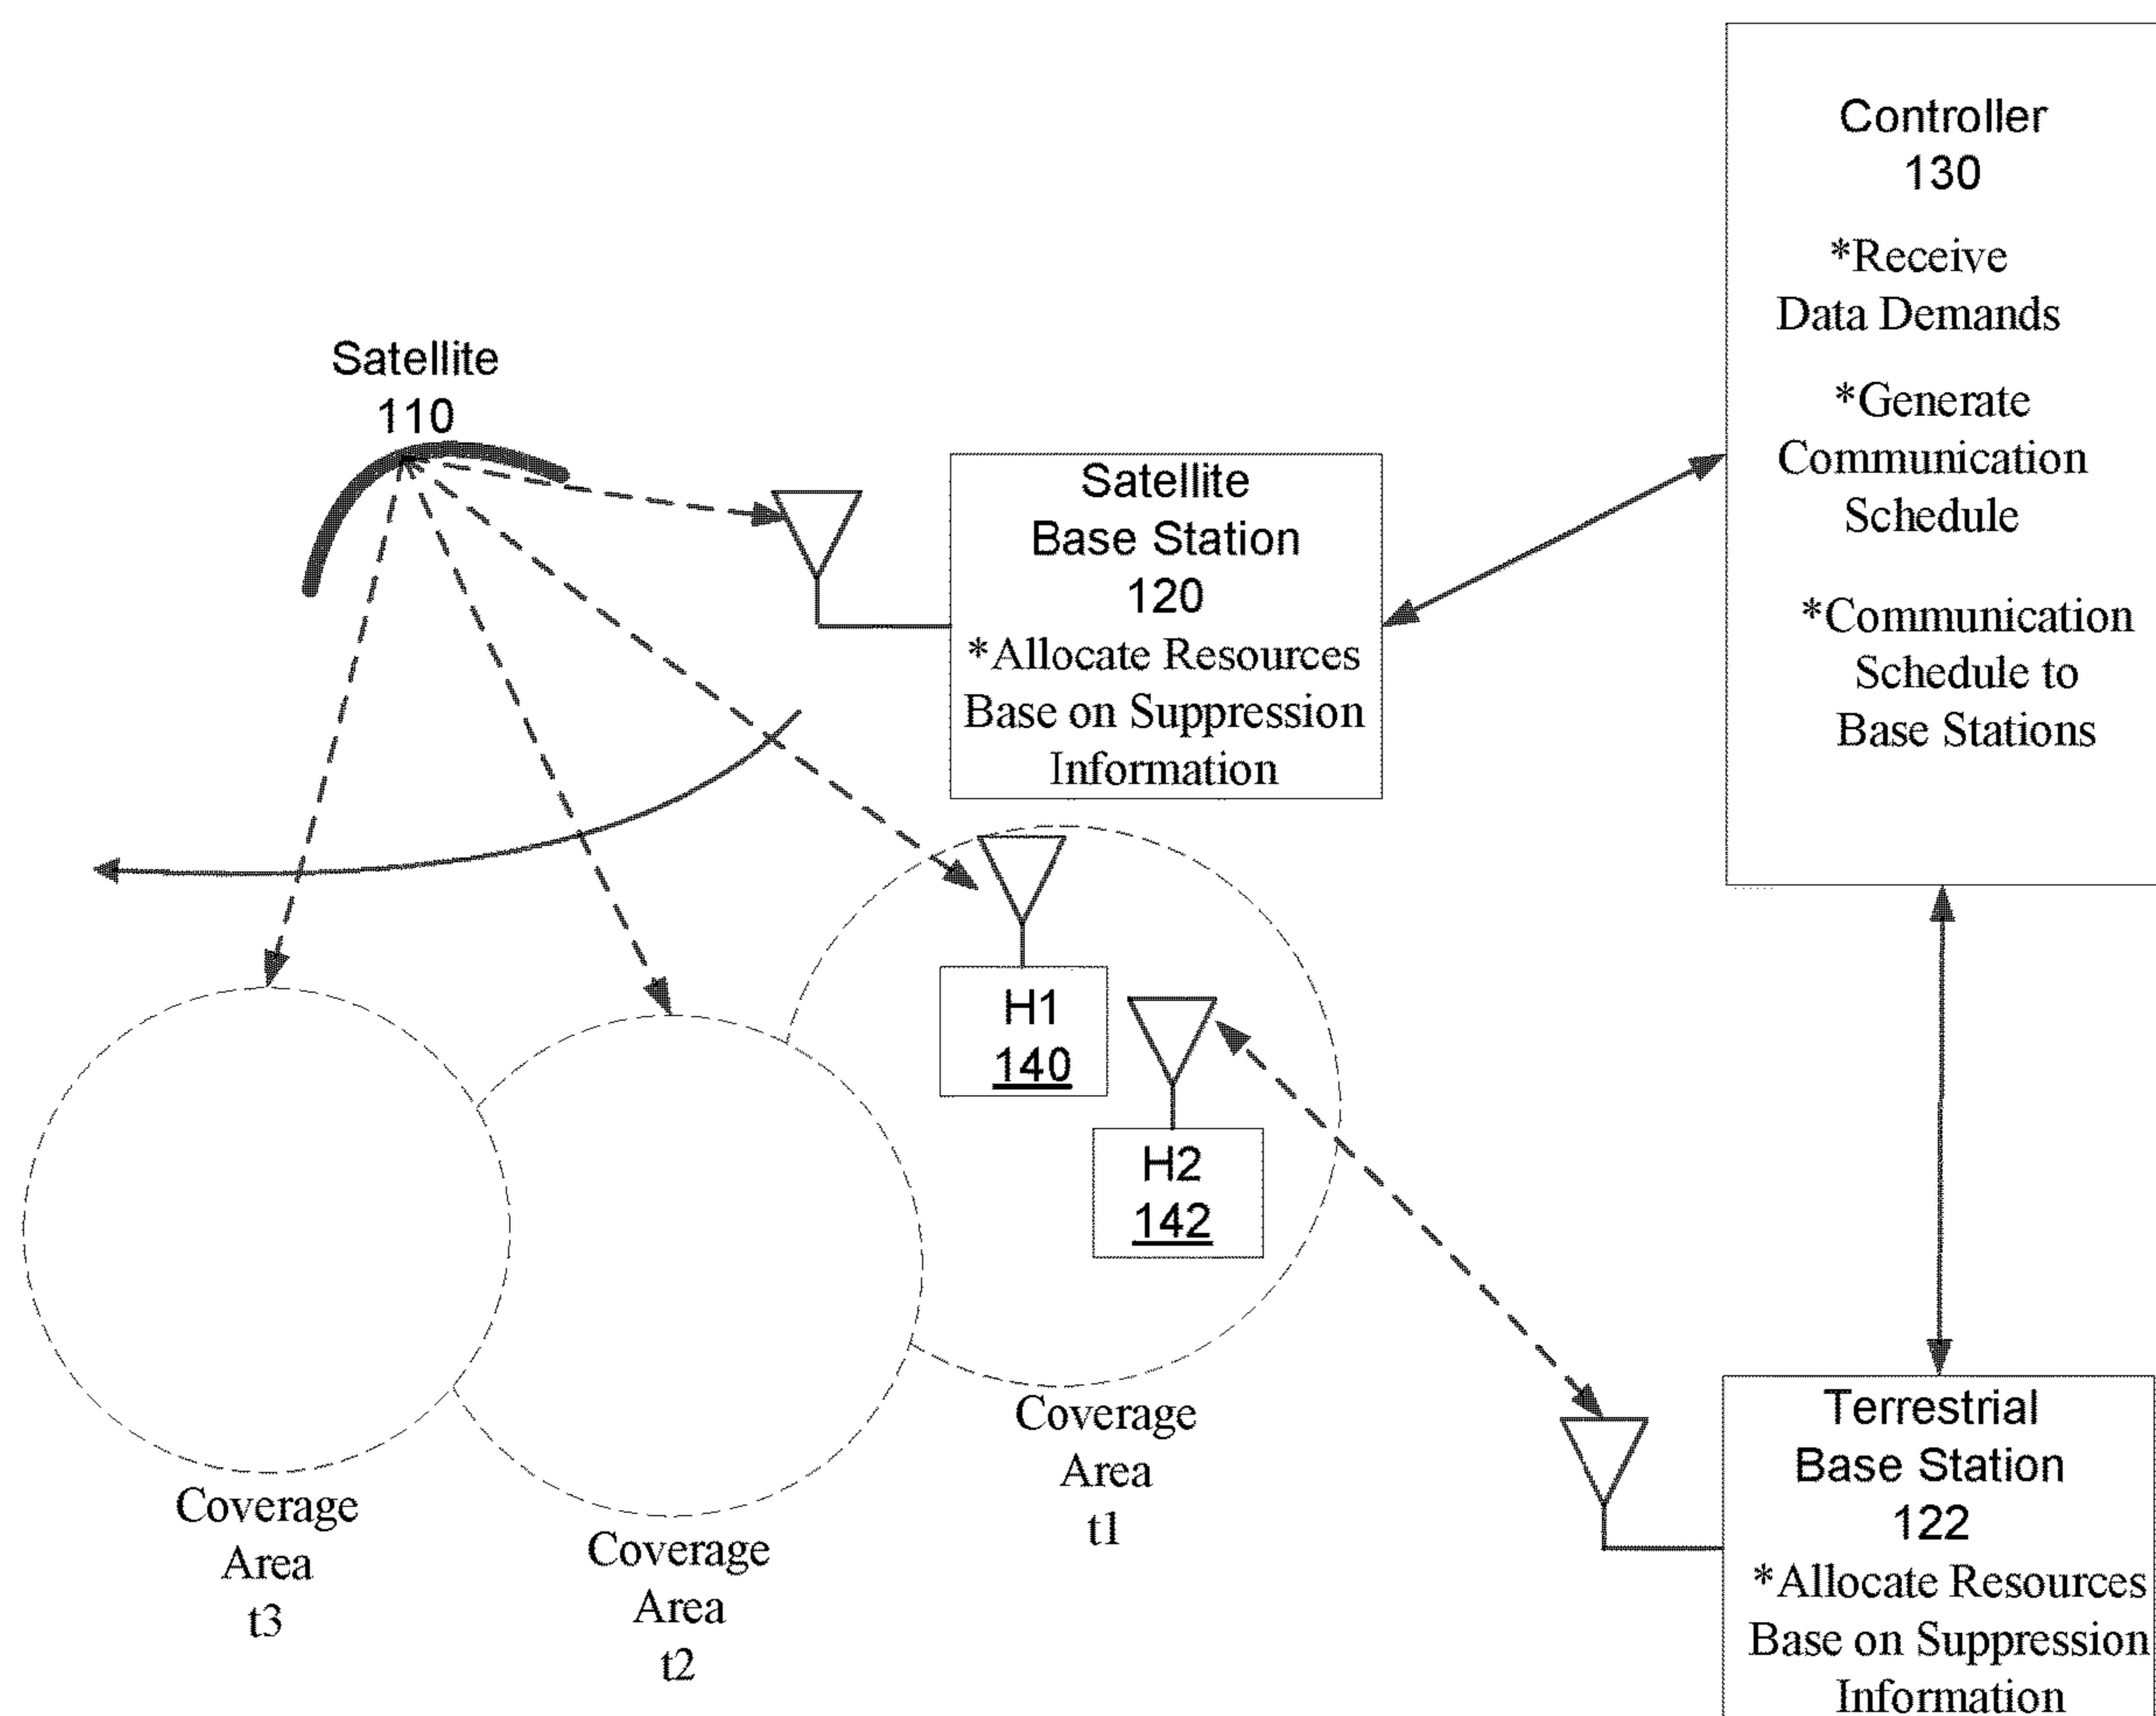 Controller
130
*Receive
Data Demands
*Generate
Communication
Schedule
*Communication
Schedule to
Base Stations
Satellite
110
Satellite
Base Station
120
*Allocate Resources
Base on Suppression
Information
H1
140
H2
142
Coverage
Area
t1
Coverage
Area
t2
Coverage
Area
t3
Terrestrial
Base Station
122
*Allocate Resources
Base on Suppression
Information